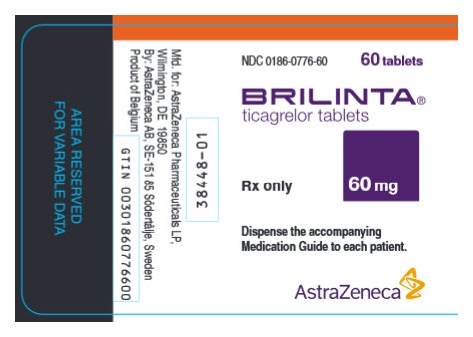 AREA RESERVED
FOR VARIABLE DATA
Mfd. for: AstraZeneca Pharmaceuticals LP,
Wilmington, DE 19850
By: AstraZeneca AB, SE-151 85 Södertälje, Sweden
Product of Belgium
GTIN 00301860776600
38448-01
NDC 0186-0776-60
60 tablets
BRILINTA®
ticagrelor tablets
Rx only
60 mg
Dispense the accompanying
Medication Guide to each patient.
AstraZeneca